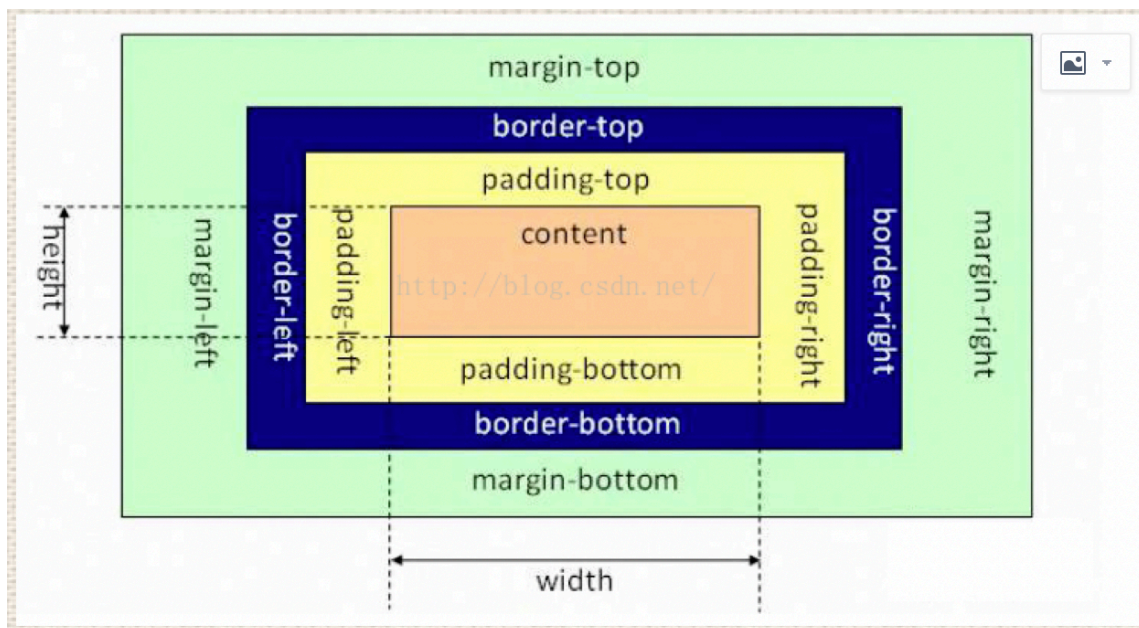 margin-top
border-top
padding-top
content
http://blog.csdn.net/
height
margin-left
border-left
padding-left
padding-right
border-right
margin-right
padding-bottom
border-bottom
margin-bottom
width